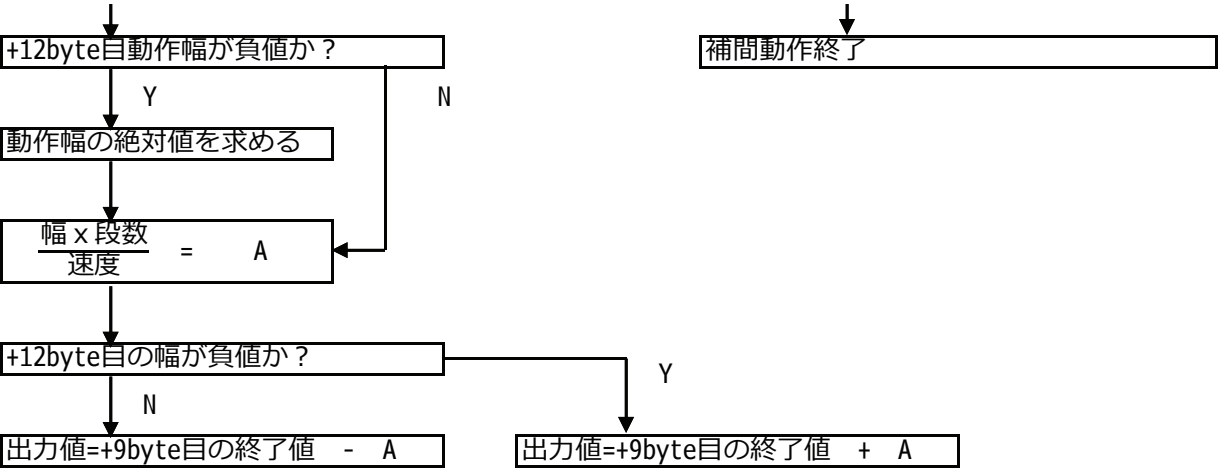 +12byte目動作幅が負値か？
補間動作終了
Y
N
動作幅の絶対値を求める
幅ｘ段数
速度
= A
+12byte目の幅が負値か？
Y
N
出力値=+9byte目の終了値 - A
出力値=+9byte目の終了値 + A